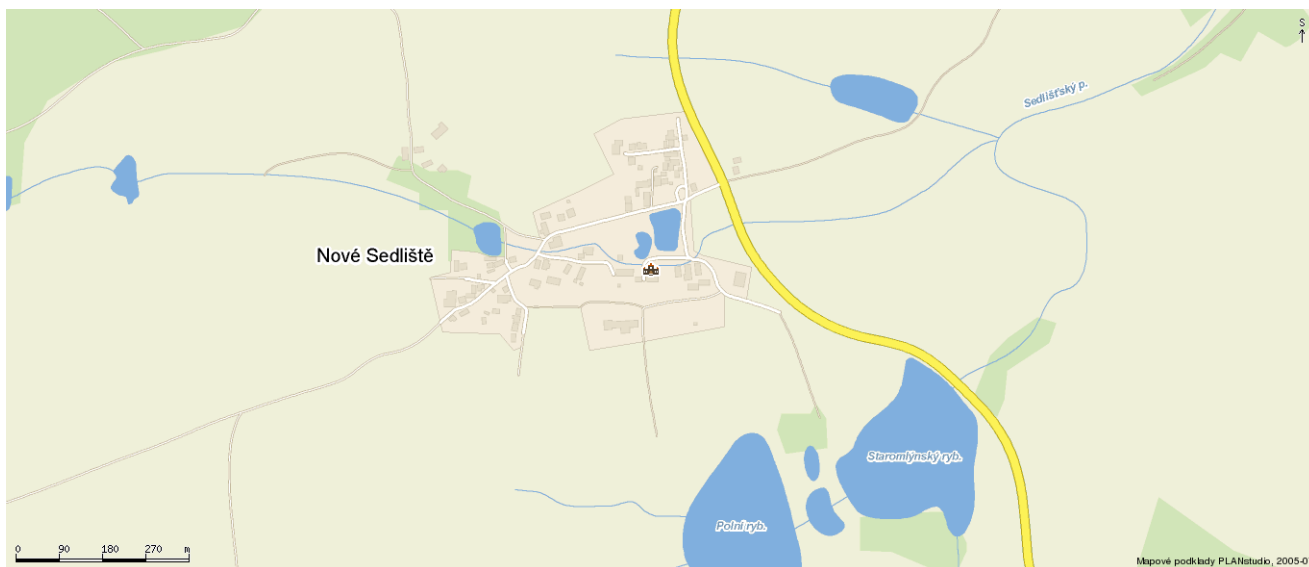 S
Sedlišťský p.
Nové Sedliště
Staromlýnský ryb.
Polní ryb.
0 90 180 270 m
Mapové podklady PLANstudio, 2005-0